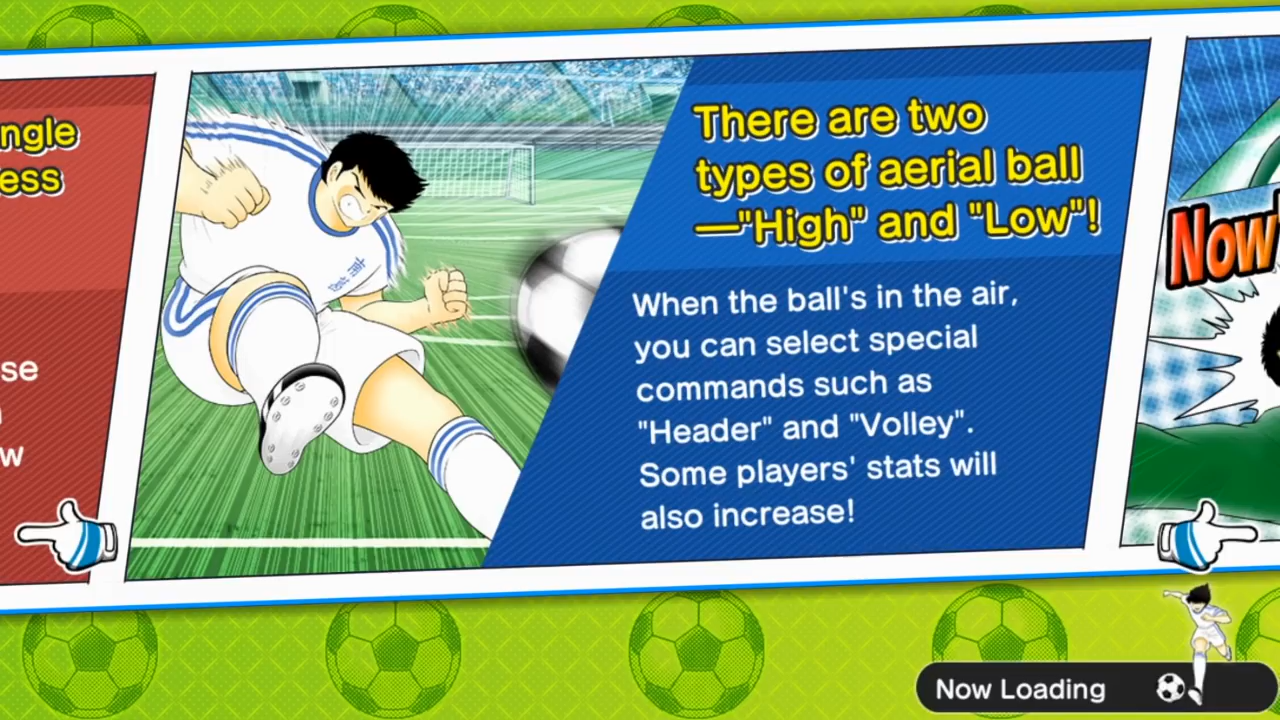 ngle
ess
se
w
There are two
types of aerial ball
—"High" and "Low"!
When the ball's in the air,
you can select special
commands such as
"Header" and "Volley".
Some players' stats will
also increase!
Now
Now Loading